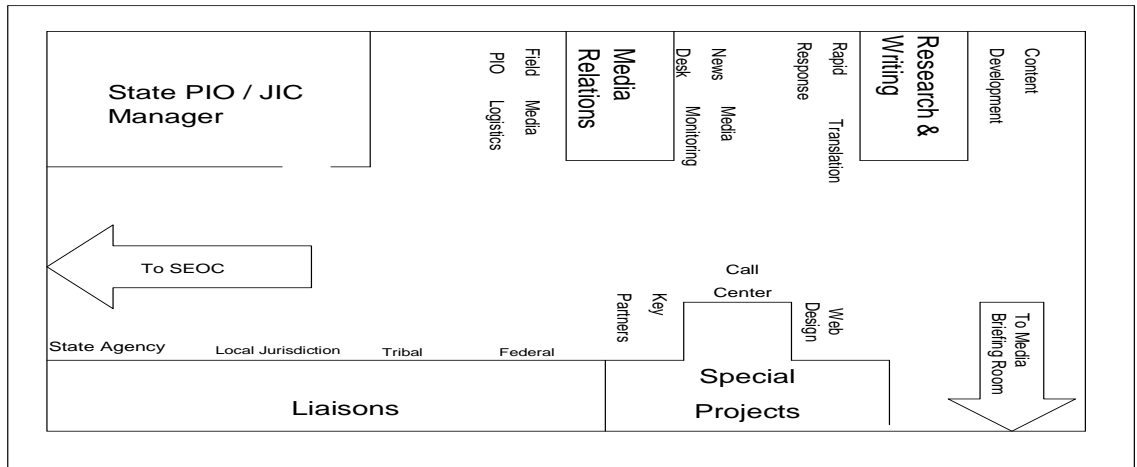 State PIO / JIC
Manager
Field Media
PIO Logistics
Media
Relations
News Media
Desk Monitoring
Rapid Translation
Response
Research &
Writing
Content
Development
To SEOC
Call
Center
Key
Partners
Web
Design
To Media
Briefing Room
State Agency
Local Jurisdiction
Tribal
Federal
Liaisons
Special
Projects